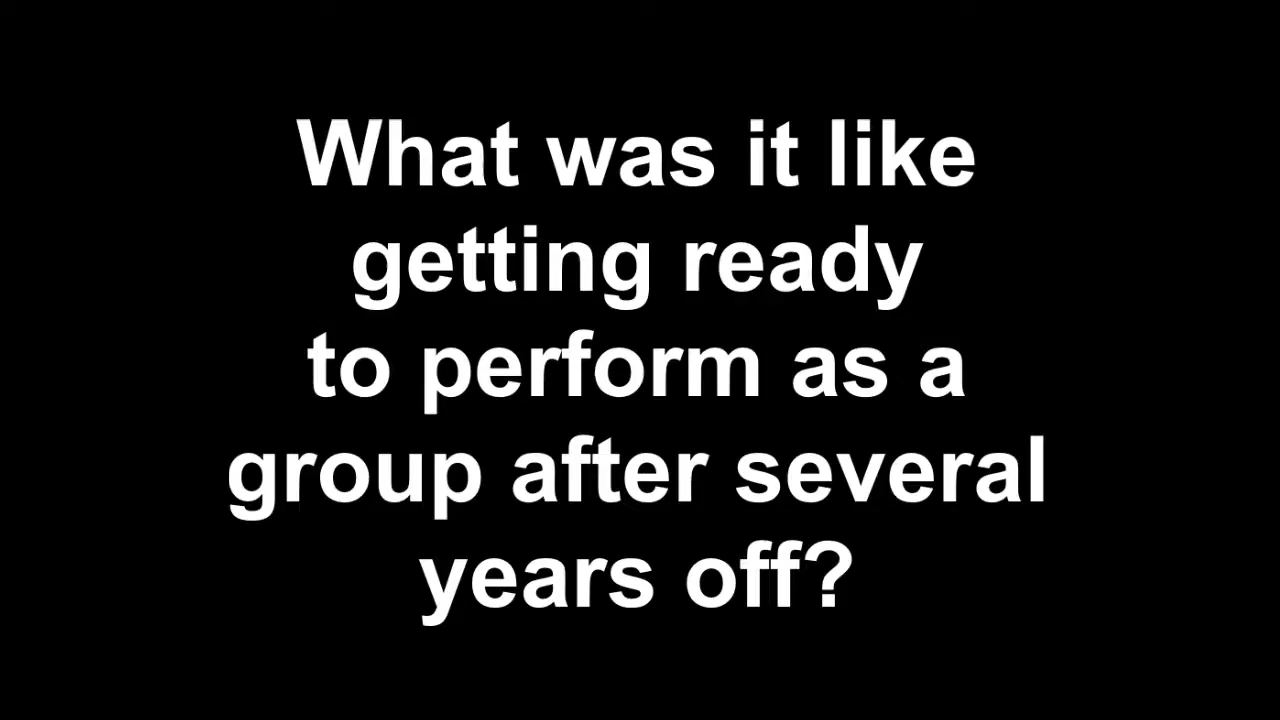 What was it like
getting ready
to perform as a
group after several
years off?